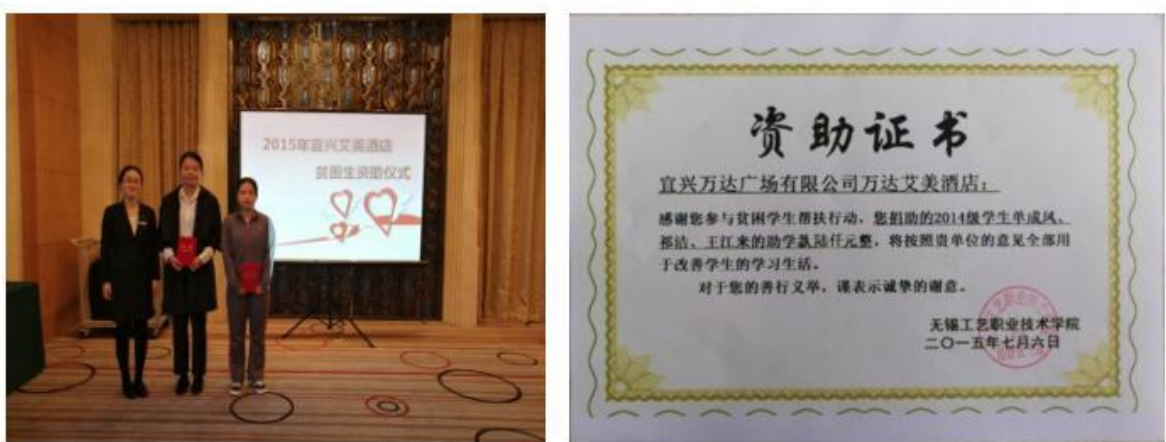 2015年宜兴艾美酒店
贫困生资助仪式
资助证书
宜兴万达广场有限公司万达艾美酒店：
感谢您参与贫困学生帮扶行动，您捐助的2014级学生单成凤、
祁洁、王江来的助学款陆仟元整，将按照贵单位的意见全部用
于改善学生的学习生活。
对于您的善行义举，谨表示诚挚的谢意。
无锡工艺职业技术学院
二〇一五年七月六日